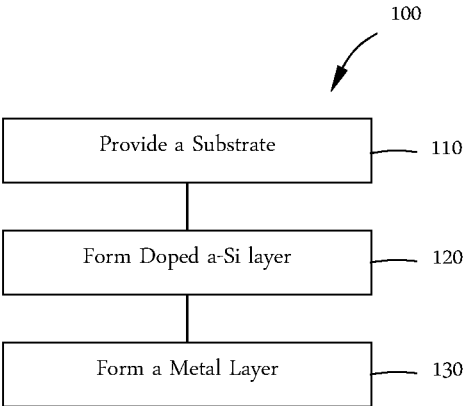 100
Provide a Substrate
110
Form Doped a-Si layer
120
Form a Metal Layer
130